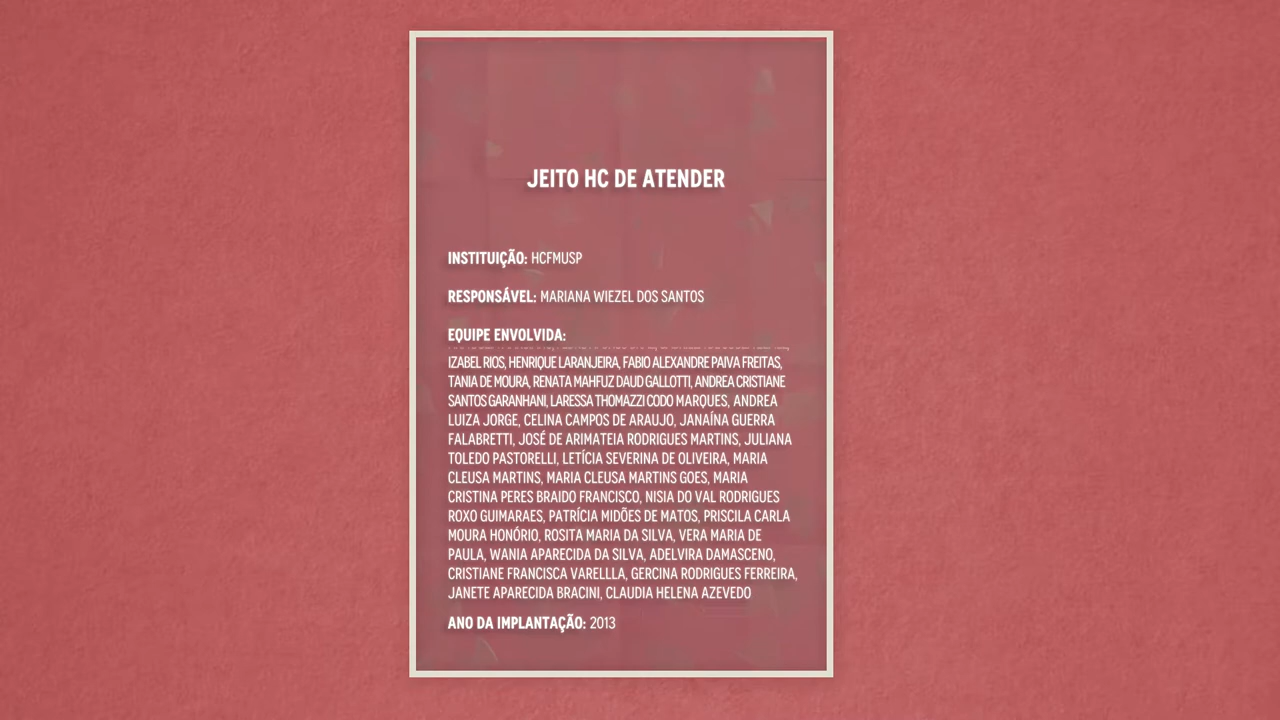 JEITO HC DE ATENDER
INSTITUIÇÃO: HCFMUSP
RESPONSÁVEL: MARIANA WIEZEL DOS SANTOS
EQUIPE ENVOLVIDA:
IZABEL RIOS, HENRIQUE LARANJEIRA, FABIO ALEXANDRE PAIVA FREITAS,
TANIA DE MOURA, RENATA MAHFUZ DAUD GALLOTTI, ANDREA CRISTIANE
SANTOS GARANHANI, LARESSA THOMAZZI CODO MARQUES, ANDREA
LUIZA JORGE, CELINA CAMPOS DE ARAUJO, JANAÍNA GUERRA
FALABRETTI, JOSÉ DE ARIMATEIA RODRIGUES MARTINS, JULIANA
TOLEDO PASTORELLI, LETÍCIA SEVERINA DE OLIVEIRA, MARIA
CLEUSA MARTINS, MARIA CLEUSA MARTINS GOES, MARIA
CRISTINA PERES BRAIDO FRANCISCO, NISIA DO VAL RODRIGUES
ROXO GUIMARAES, PATRÍCIA MIDÕES DE MATOS, PRISCILA CARLA
MOURA HONÓRIO, ROSITA MARIA DA SILVA, VERA MARIA DE
PAULA, WANIA APARECIDA DA SILVA, ADELVIRA DAMASCENO,
CRISTIANE FRANCISCA VARELLLA, GERCINA RODRIGUES FERREIRA,
JANETE APARECIDA BRACINI, CLAUDIA HELENA AZEVEDO
ANO DA IMPLANTAÇÃO: 2013